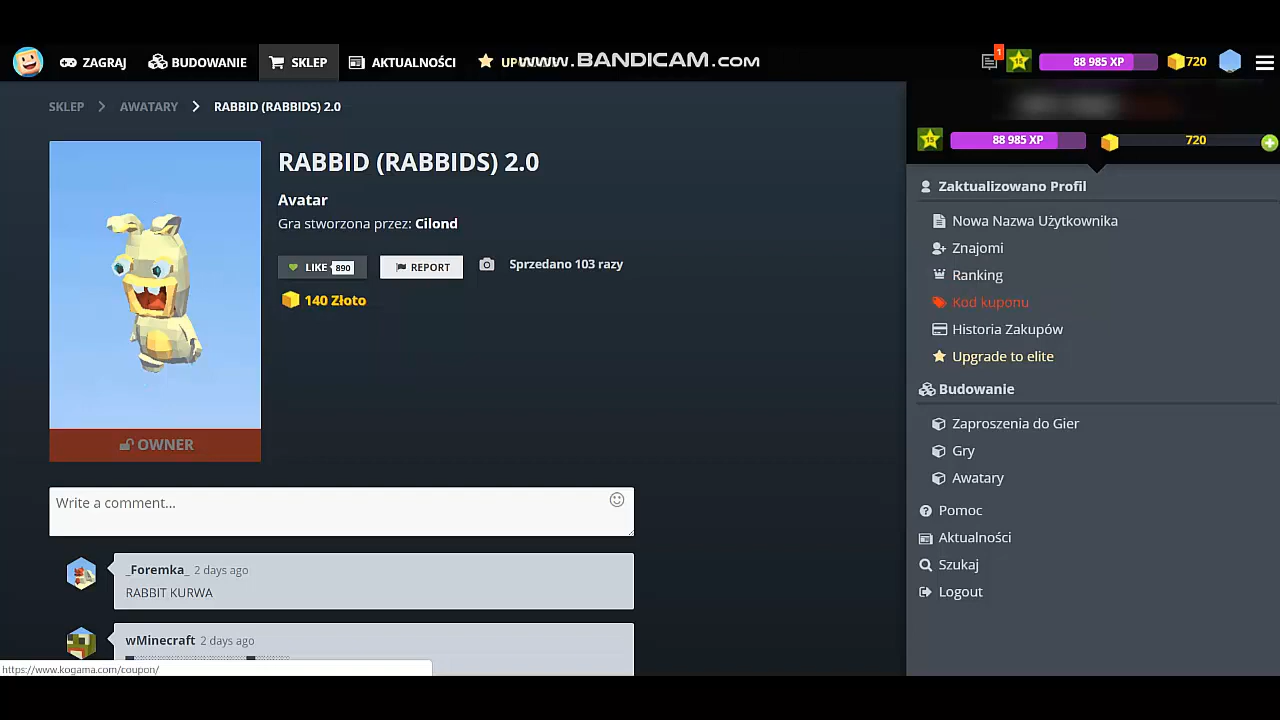 ZAGRAJ
BUDOWANIE
SKLEP
AKTUALNOŚCI
UP
WWW.BANDICAM.COM
1
15
88 985 XP
720
SKLEP
AWATARY
RABBID (RABBIDS) 2.0
15
88 985 XP
720
RABBID (RABBIDS) 2.0
Avatar
Gra stworzona przez: Cilond
LIKE 890
REPORT
Sprzedano 103 razy
140 Złoto
OWNER
Write a comment...
_Foremka_ 2 days ago
RABBIT KURWA
wMinecraft 2 days ago
https://www.kogama.com/coupon/
Zaktualizowano Profil
Nowa Nazwa Użytkownika
Znajomi
Ranking
Kod kuponu
Historia Zakupów
Upgrade to elite
Budowanie
Zaproszenia do Gier
Gry
Awatary
Pomoc
Aktualności
Szukaj
Logout